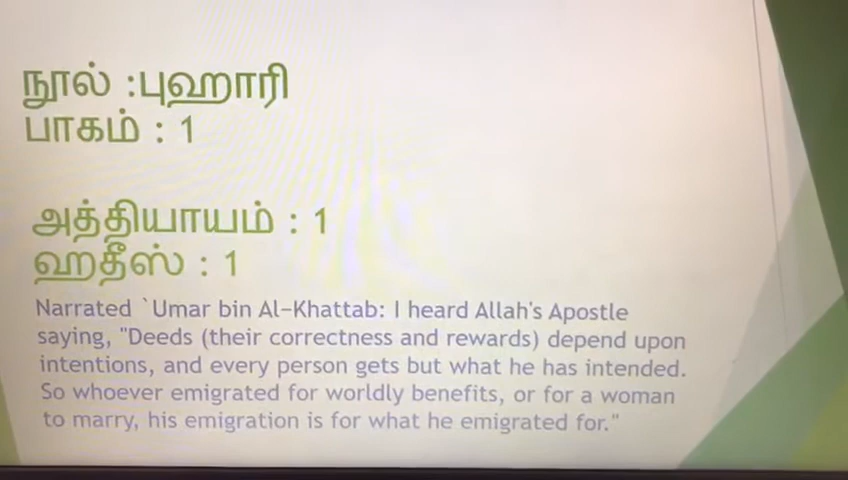 நூல் :புஹாரி
பாகம் : 1
அத்தியாயம் : 1
ஹதீஸ் : 1
Narrated `Umar bin Al-Khattab: I heard Allah's Apostle
saying, "Deeds (their correctness and rewards) depend upon
intentions, and every person gets but what he has intended.
So whoever emigrated for worldly benefits, or for a woman
to marry, his emigration is for what he emigrated for."